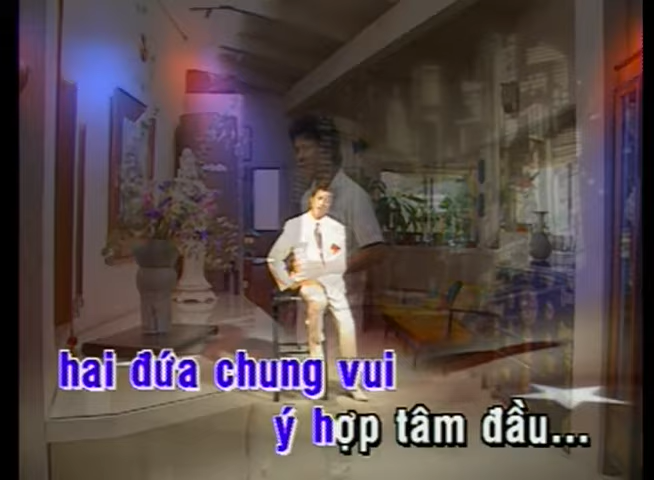 hai đứa chung vui
ý hợp tâm đầu...